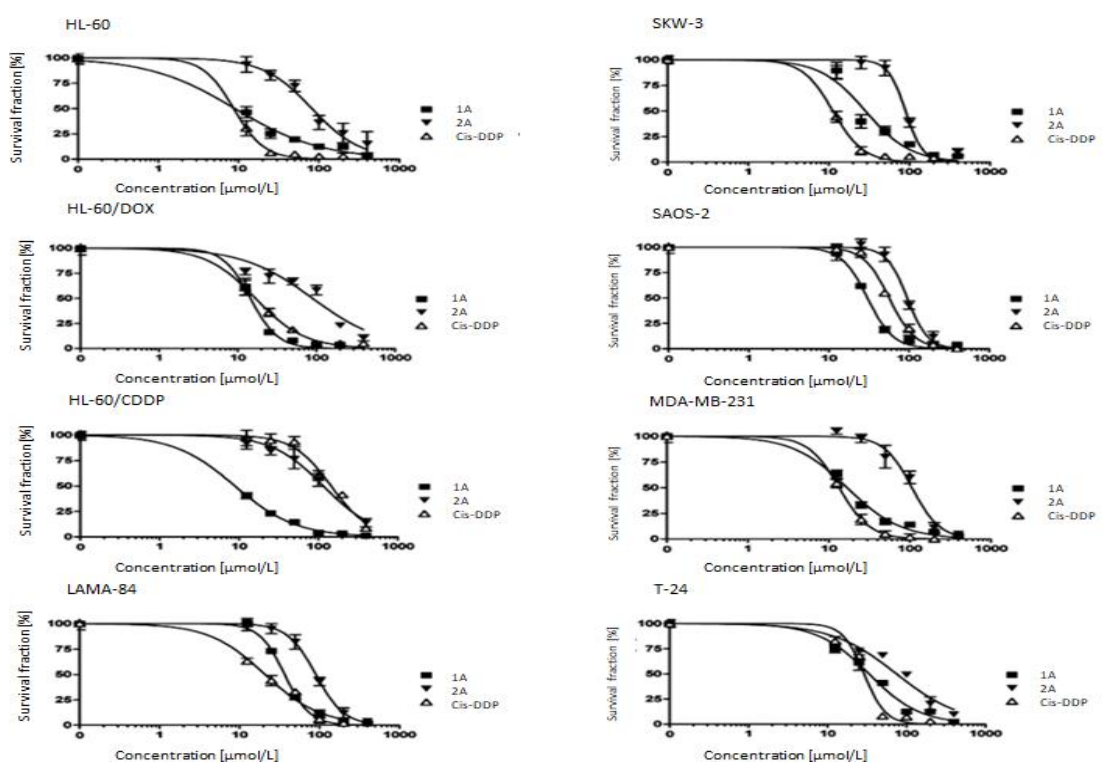 HL-60
Survival fraction [%]
100
75
50
25
0
0 1 10 100 1000
Concentration [µmol/L]
1A
2A
Cis-DDP
SKW-3
Survival fraction [%]
100
75
50
25
0
0 1 10 100 1000
Concentration [µmol/L]
1A
2A
Cis-DDP
HL-60/DOX
Survival fraction [%]
100
75
50
25
0
0 1 10 100 1000
Concentration [µmol/L]
1A
2A
Cis-DDP
SAOS-2
Survival fraction [%]
100
75
50
25
0
0 1 10 100 1000
Concentration [µmol/L]
1A
2A
Cis-DDP
HL-60/CDDP
Survival fraction [%]
100
75
50
25
0
0 1 10 100 1000
Concentration [µmol/L]
1A
2A
Cis-DDP
MDA-MB-231
Survival fraction [%]
100
75
50
25
0
0 1 10 100 1000
Concentration [µmol/L]
1A
2A
Cis-DDP
LAMA-84
Survival fraction [%]
100
75
50
25
0
0 1 10 100 1000
Concentration [µmol/L]
1A
2A
Cis-DDP
T-24
Survival fraction [%]
100
75
50
25
0
0 1 10 100 1000
Concentration [µmol/L]
1A
2A
Cis-DDP